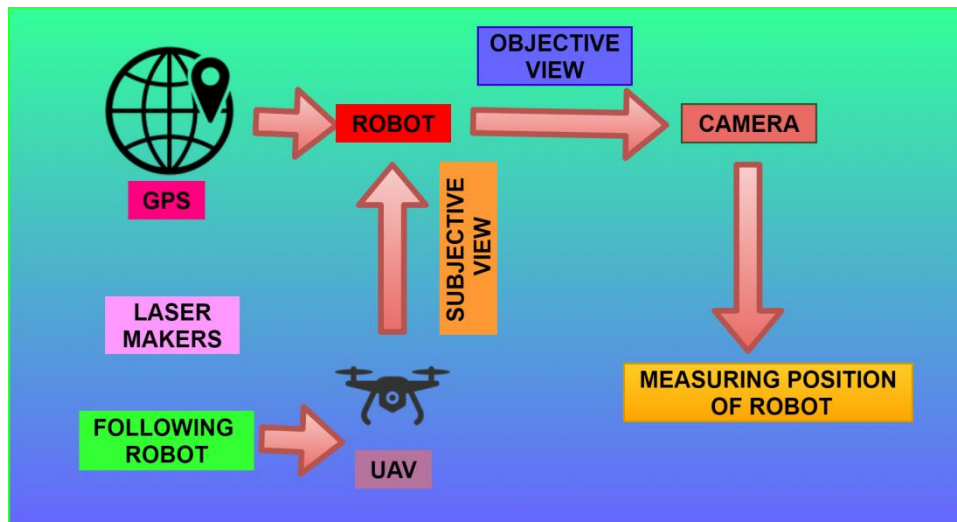 OBJECTIVE
VIEW
ROBOT
CAMERA
GPS
SUBJECTIVE
VIEW
LASER
MAKERS
MEASURING POSITION
OF ROBOT
FOLLOWING
ROBOT
UAV